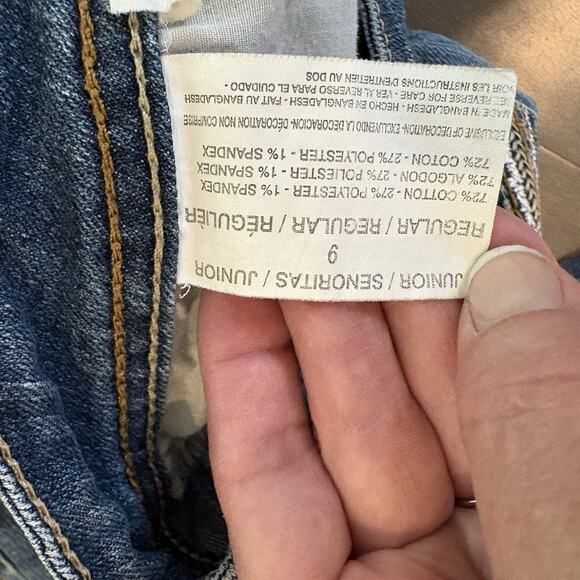 JUNIOR / SENORITAS / JUNIOR
9
REGULAR / REGULAR / RÉGULIER
72% COTTON - 27% POLYESTER - 1% SPANDEX
72% ALGODON - 27% POLIESTER - 1% SPANDEX
72% COTTON - 27% POLYESTER - 1% SPANDEX
EXCLUSIVE OF DECORATION- EXCLUYENDO LA DECORACION- DÉCORATION NON COMPRISE
MADE IN BANGLADESH - HECHO EN BANGLADESH - FAIT AU BANGLADESH
SEE REVERSE FOR CARE - VER AL REVERSO PARA EL CUIDADO -
VOIR LES INSTRUCTIONS D'ENTRETIEN AU DOS